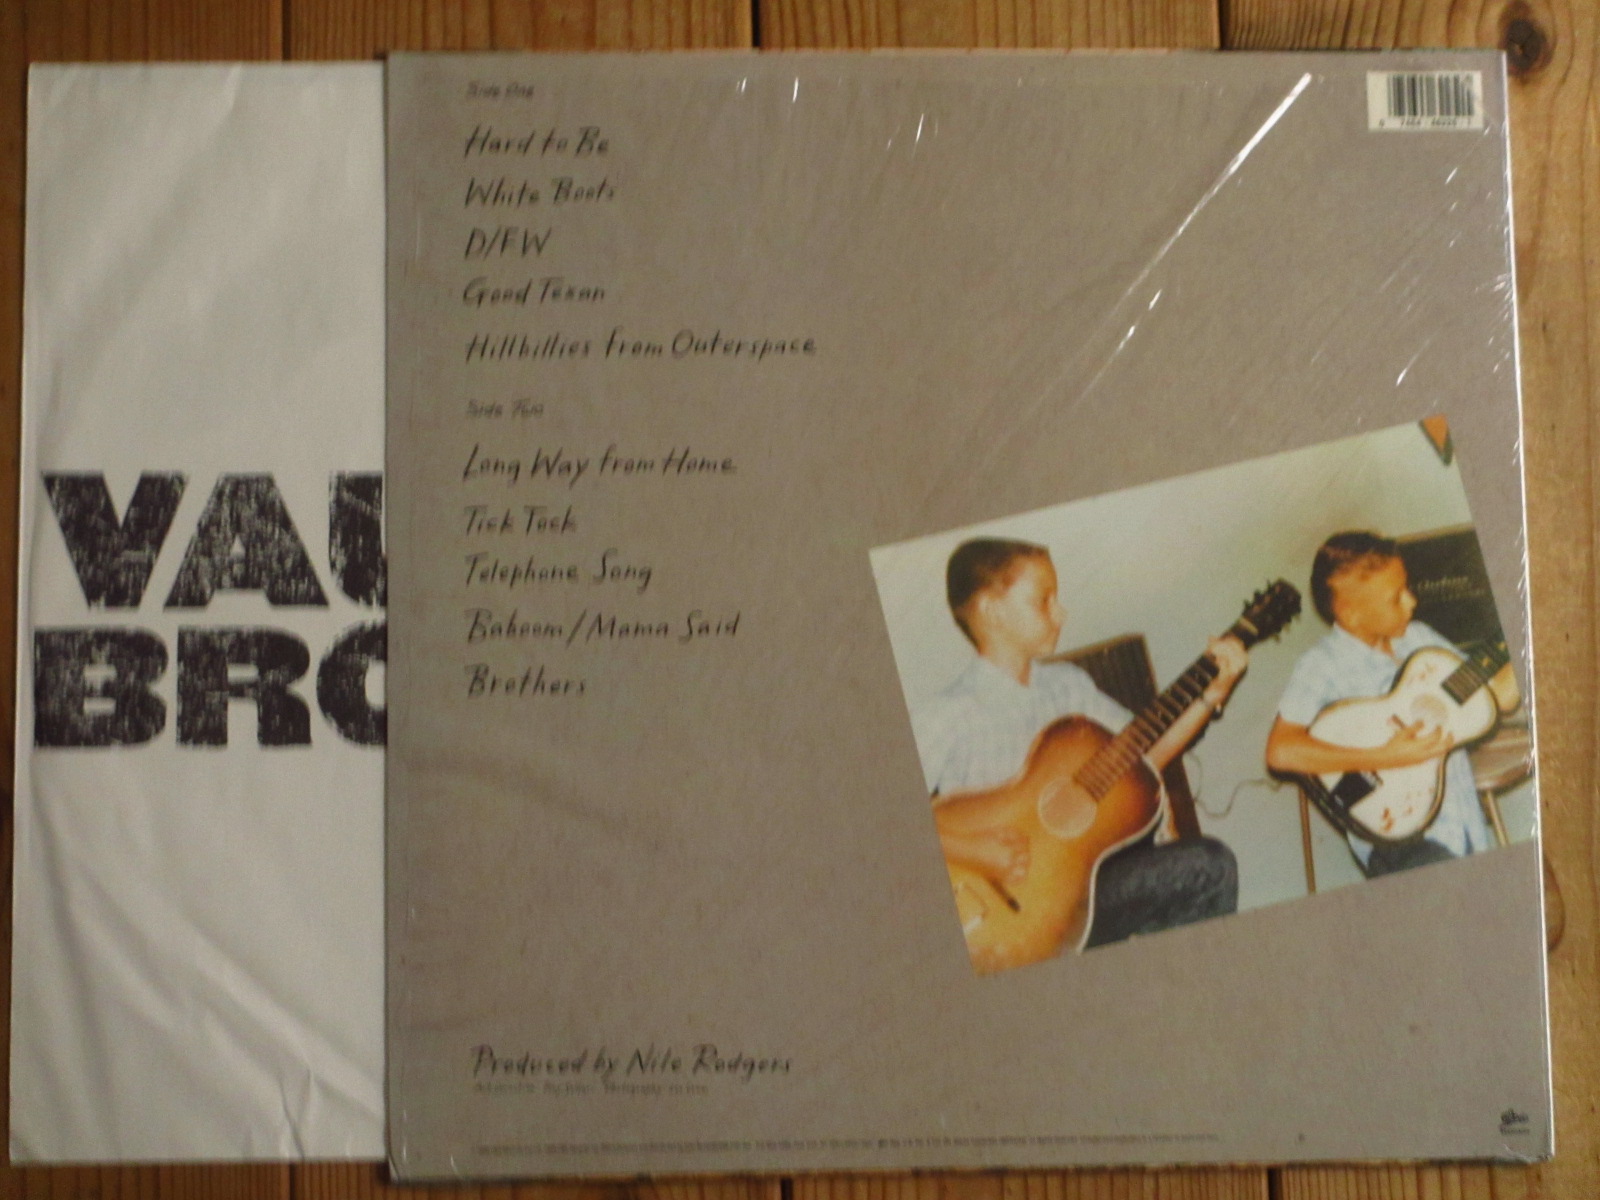 Side One
Hard to Be
White Boots
D/FW
Good Texan
Hillbillies from Outerspace
Side Two
Long Way from Home
Tick Tock
Telephone Song
Baboom/Mama Said
Brothers
Produced by Nile Rodgers
VAU
BRO